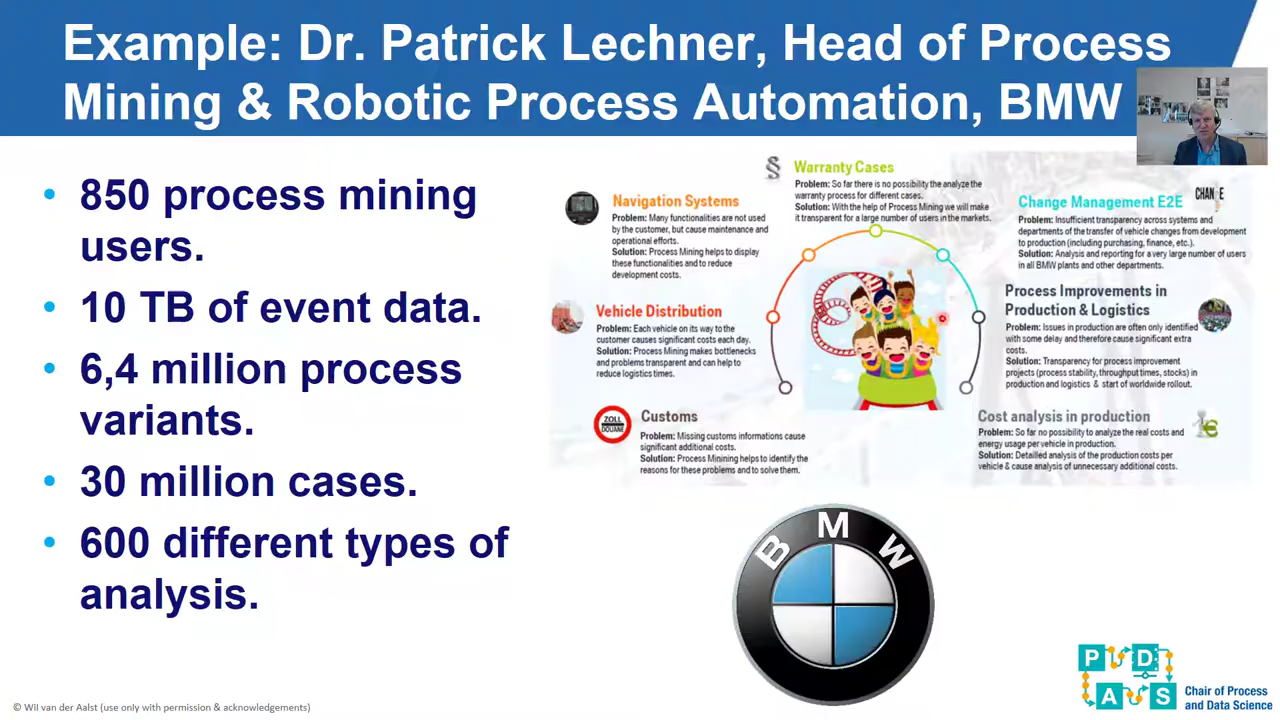 Example: Dr. Patrick Lechner, Head of Process
Mining & Robotic Process Automation, BMW
• 850 process mining
users.
• 10 TB of event data.
• 6,4 million process
variants.
• 30 million cases.
• 600 different types of
analysis.
§
Warranty Cases
Problem: So far there is no possibility the analyze the
warranty process for different cases.
Solution: With the help of Process Mining we will make
it transparent for a large number of users in the markets.
Navigation Systems
Problem: Many functionalities are not used
by the customer, but cause maintenance and
operational efforts.
Solution: Process Mining helps to display
these functionalities and to reduce
development costs.
CHANGE
Change Management E2E
Problem: Insufficient transparency across systems and
departments of the transfer of vehicle changes from development
to production (including purchasing, finance, etc.).
Solution: Analysis and reporting for a very large number of users
in all BMW plants and other departments.
Vehicle Distribution
Problem: Each vehicle on its way to the
customer causes significant costs each day.
Solution: Process Mining makes bottlenecks
and problems transparent and can help to
reduce logistics times.
Process Improvements in
Production & Logistics
Problem: Issues in production are often only identified
with some delay and therefore cause significant extra
costs.
Solution: Transparency for process improvement
projects (process stability, throughput times, stocks) in
production and logistics & start of worldwide rollout.
ZOLL
DOUANE
Customs
Problem: Missing customs informations cause
significant additional costs.
Solution: Process Minining helps to identify the
reasons for these problems and to solve them.
Cost analysis in production
Problem: So far no possibility to analyze the real costs and
energy usage per vehicle in production.
Solution: Detailed analysis of the production costs per
vehicle & cause analysis of unnecessary additional costs.
€
BMW
P D
A S
Chair of Process
and Data Science
© Wil van der Aalst (use only with permission & acknowledgements)